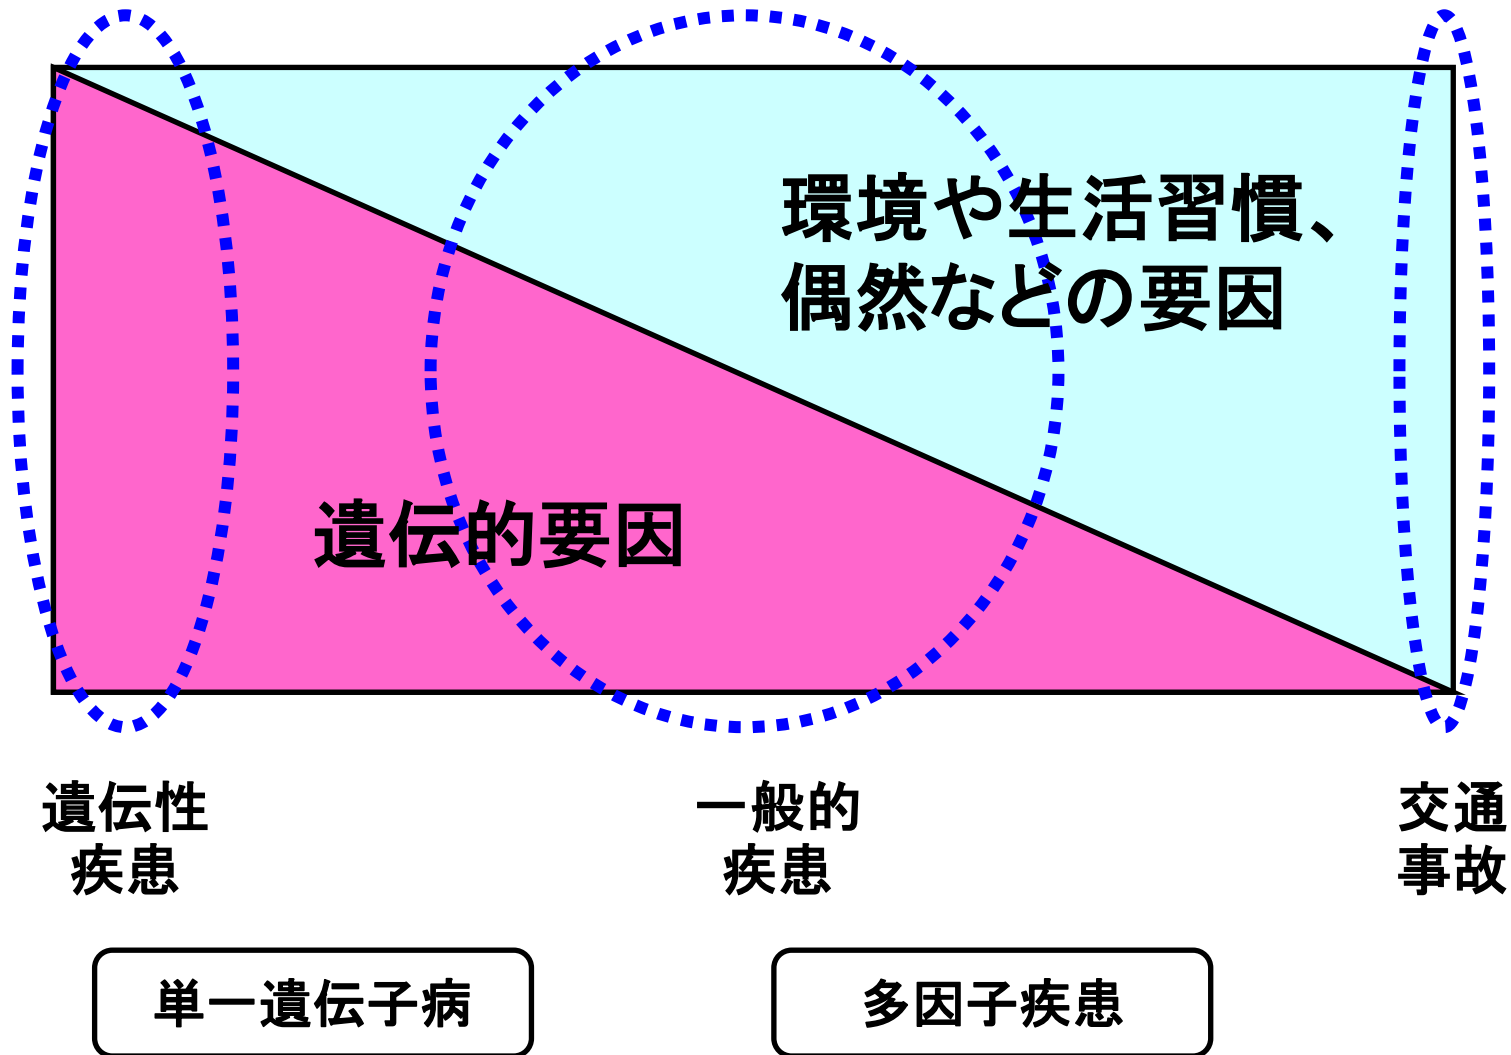 環境や生活習慣、
偶然などの要因
遺伝的要因
遺伝性
疾患
一般的
疾患
交通
事故
単一遺伝子病
多因子疾患